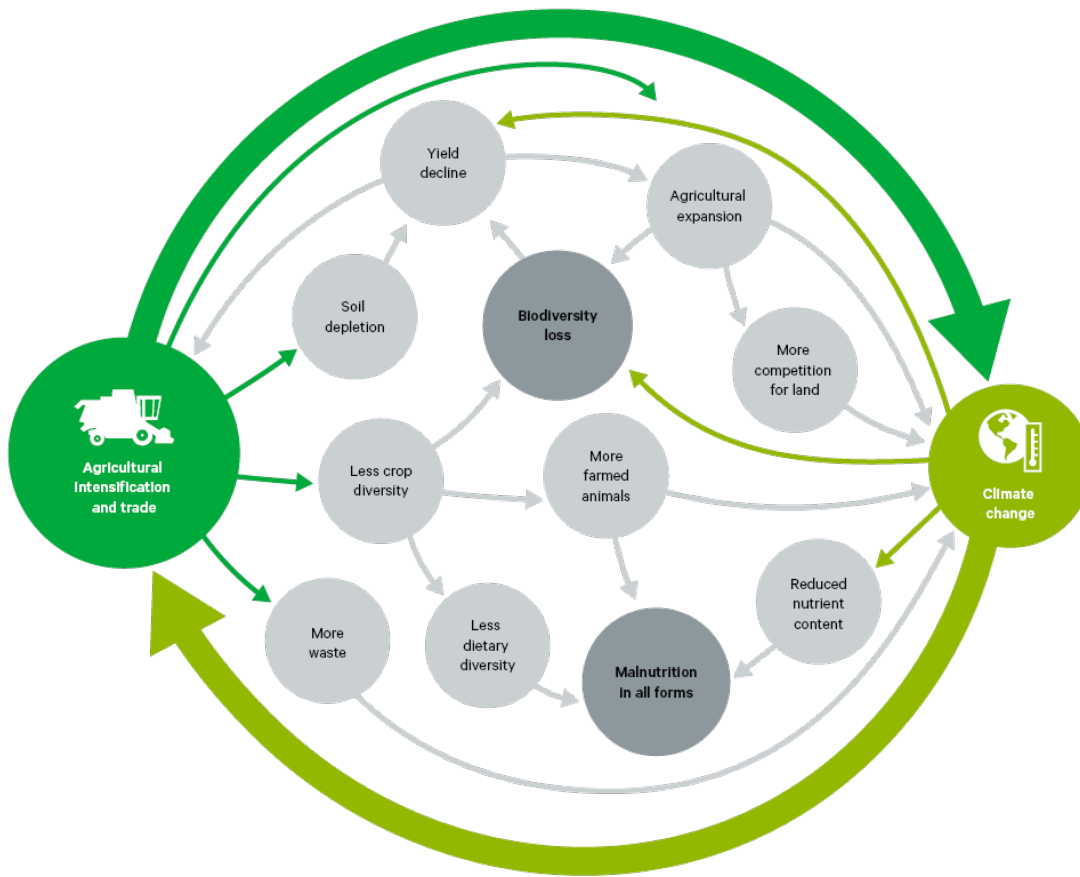 Yield
decline
Agricultural
expansion
Soil
depletion
Biodiversity
loss
More
competition
for land
Agricultural
intensification
and trade
Less crop
diversity
More
farmed
animals
Climate
change
More
waste
Less
dietary
diversity
Reduced
nutrient
content
Malnutrition
in all forms